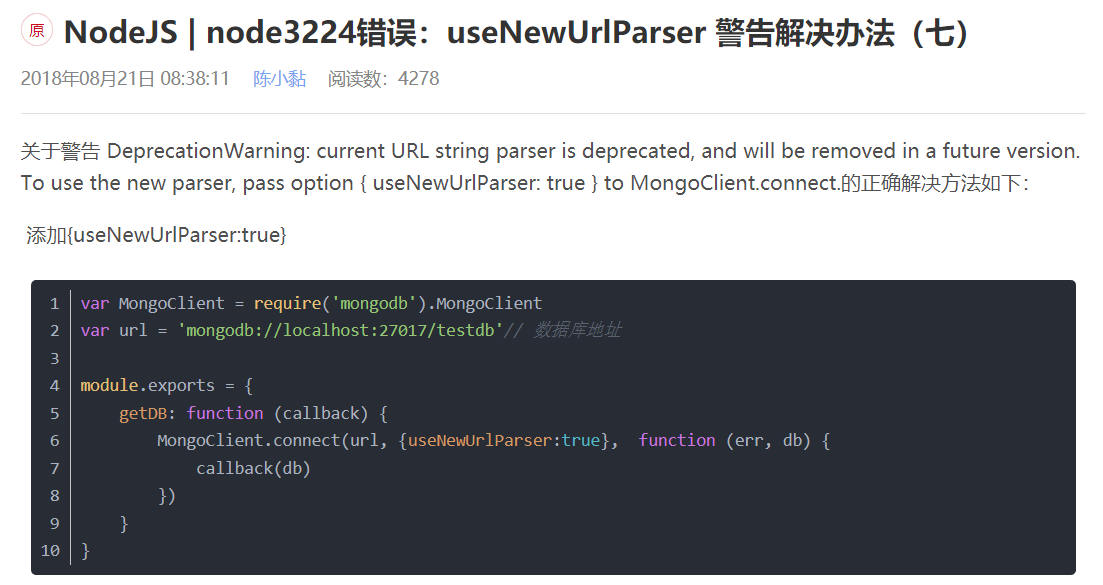 原 NodeJS | node3224错误：useNewUrlParser 警告解决办法（七）
2018年08月21日 08:38:11 陈小黏 阅读数：4278
关于警告 DeprecationWarning: current URL string parser is deprecated, and will be removed in a future version.
To use the new parser, pass option { useNewUrlParser: true } to MongoClient.connect.的正确解决方法如下：
添加{useNewUrlParser:true}
1 var MongoClient = require('mongodb').MongoClient
2 var url = 'mongodb://localhost:27017/testdb'// 数据库地址
3
4 module.exports = {
5     getDB: function (callback) {
6         MongoClient.connect(url, {useNewUrlParser:true},  function (err, db) {
7             callback(db)
8         })
9     }
10 }